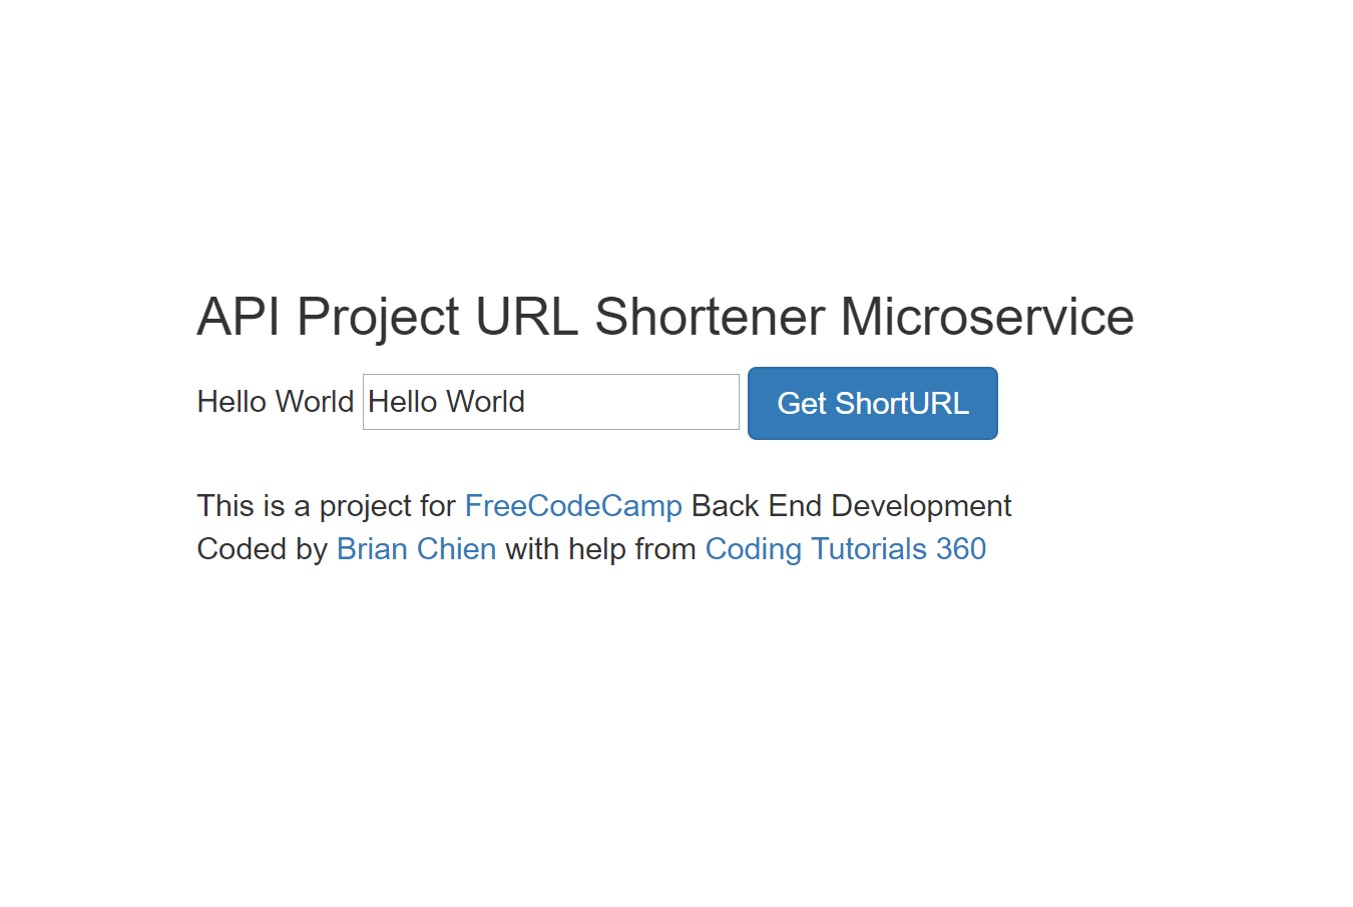 API Project URL Shortener Microservice
Hello World Hello World Get ShortURL
This is a project for FreeCodeCamp Back End Development
Coded by Brian Chien with help from Coding Tutorials 360